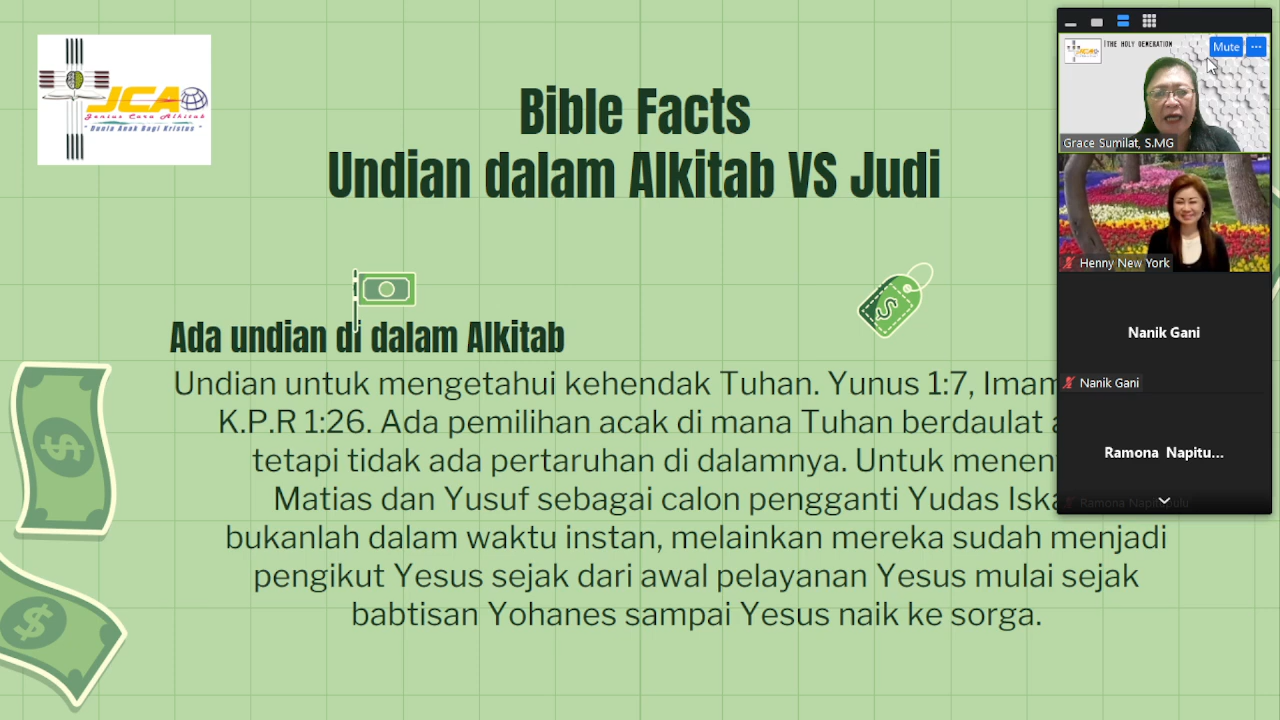 JCA
Genius Cara Alkitab
" Dunia Anak Bagi Kristus "
Bible Facts
Undian dalam Alkitab VS Judi
Ada undian di dalam Alkitab
Undian untuk mengetahui kehendak Tuhan. Yunus 1:7, Imam
K.P.R 1:26. Ada pemilihan acak di mana Tuhan berdaulat
tetapi tidak ada pertaruhan di dalamnya. Untuk
Matias dan Yusuf sebagai calon pengganti Yudas
bukanlah dalam waktu instan, melainkan mereka sudah menjadi
pengikut Yesus sejak dari awal pelayanan Yesus mulai sejak
babtisan Yohanes sampai Yesus naik ke sorga.
THE HOLY GENERATION
Mute
Grace Sumilat, S.MG
Henny New York
Nanik Gani
Nanik Gani
Ramona Napitu...
Ramona Napitupulu